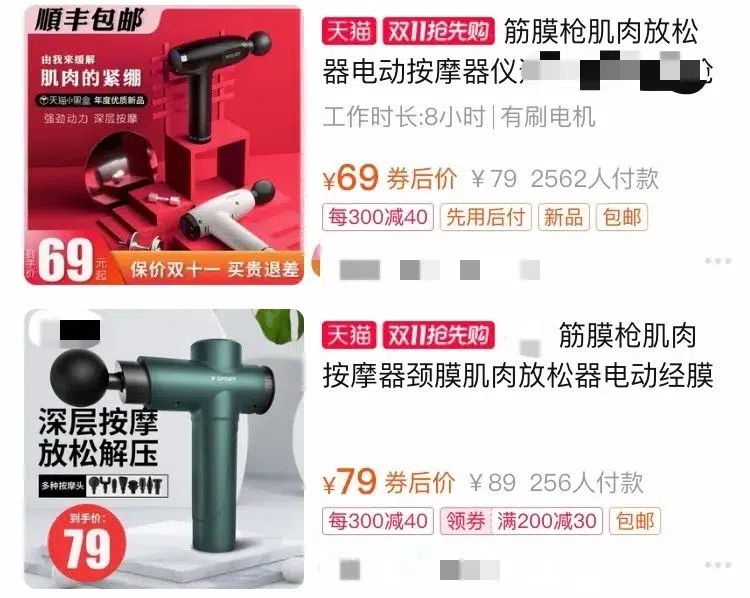 順丰包邮
由我来缓解
肌肉的紧绷
天猫小黑盒 年度优质新品
强劲动力 深层按摩
到手价
69
元起
保价双十一 买贵退差
天猫 双11抢先购 筋膜枪肌肉放松
器电动按摩器仪
工作时长:8小时|有刷电机
¥69 券后价 ¥79 2562人付款
每300减40 先用后付 新品 包邮
SPORT
深层按摩
放松解压
多种按摩头
到手价:
79
天猫 双11抢先购 筋膜枪肌肉
按摩器颈膜肌肉放松器电动经膜
¥79 券后价 ¥89 256人付款
每300减40 领券 满200减30 包邮